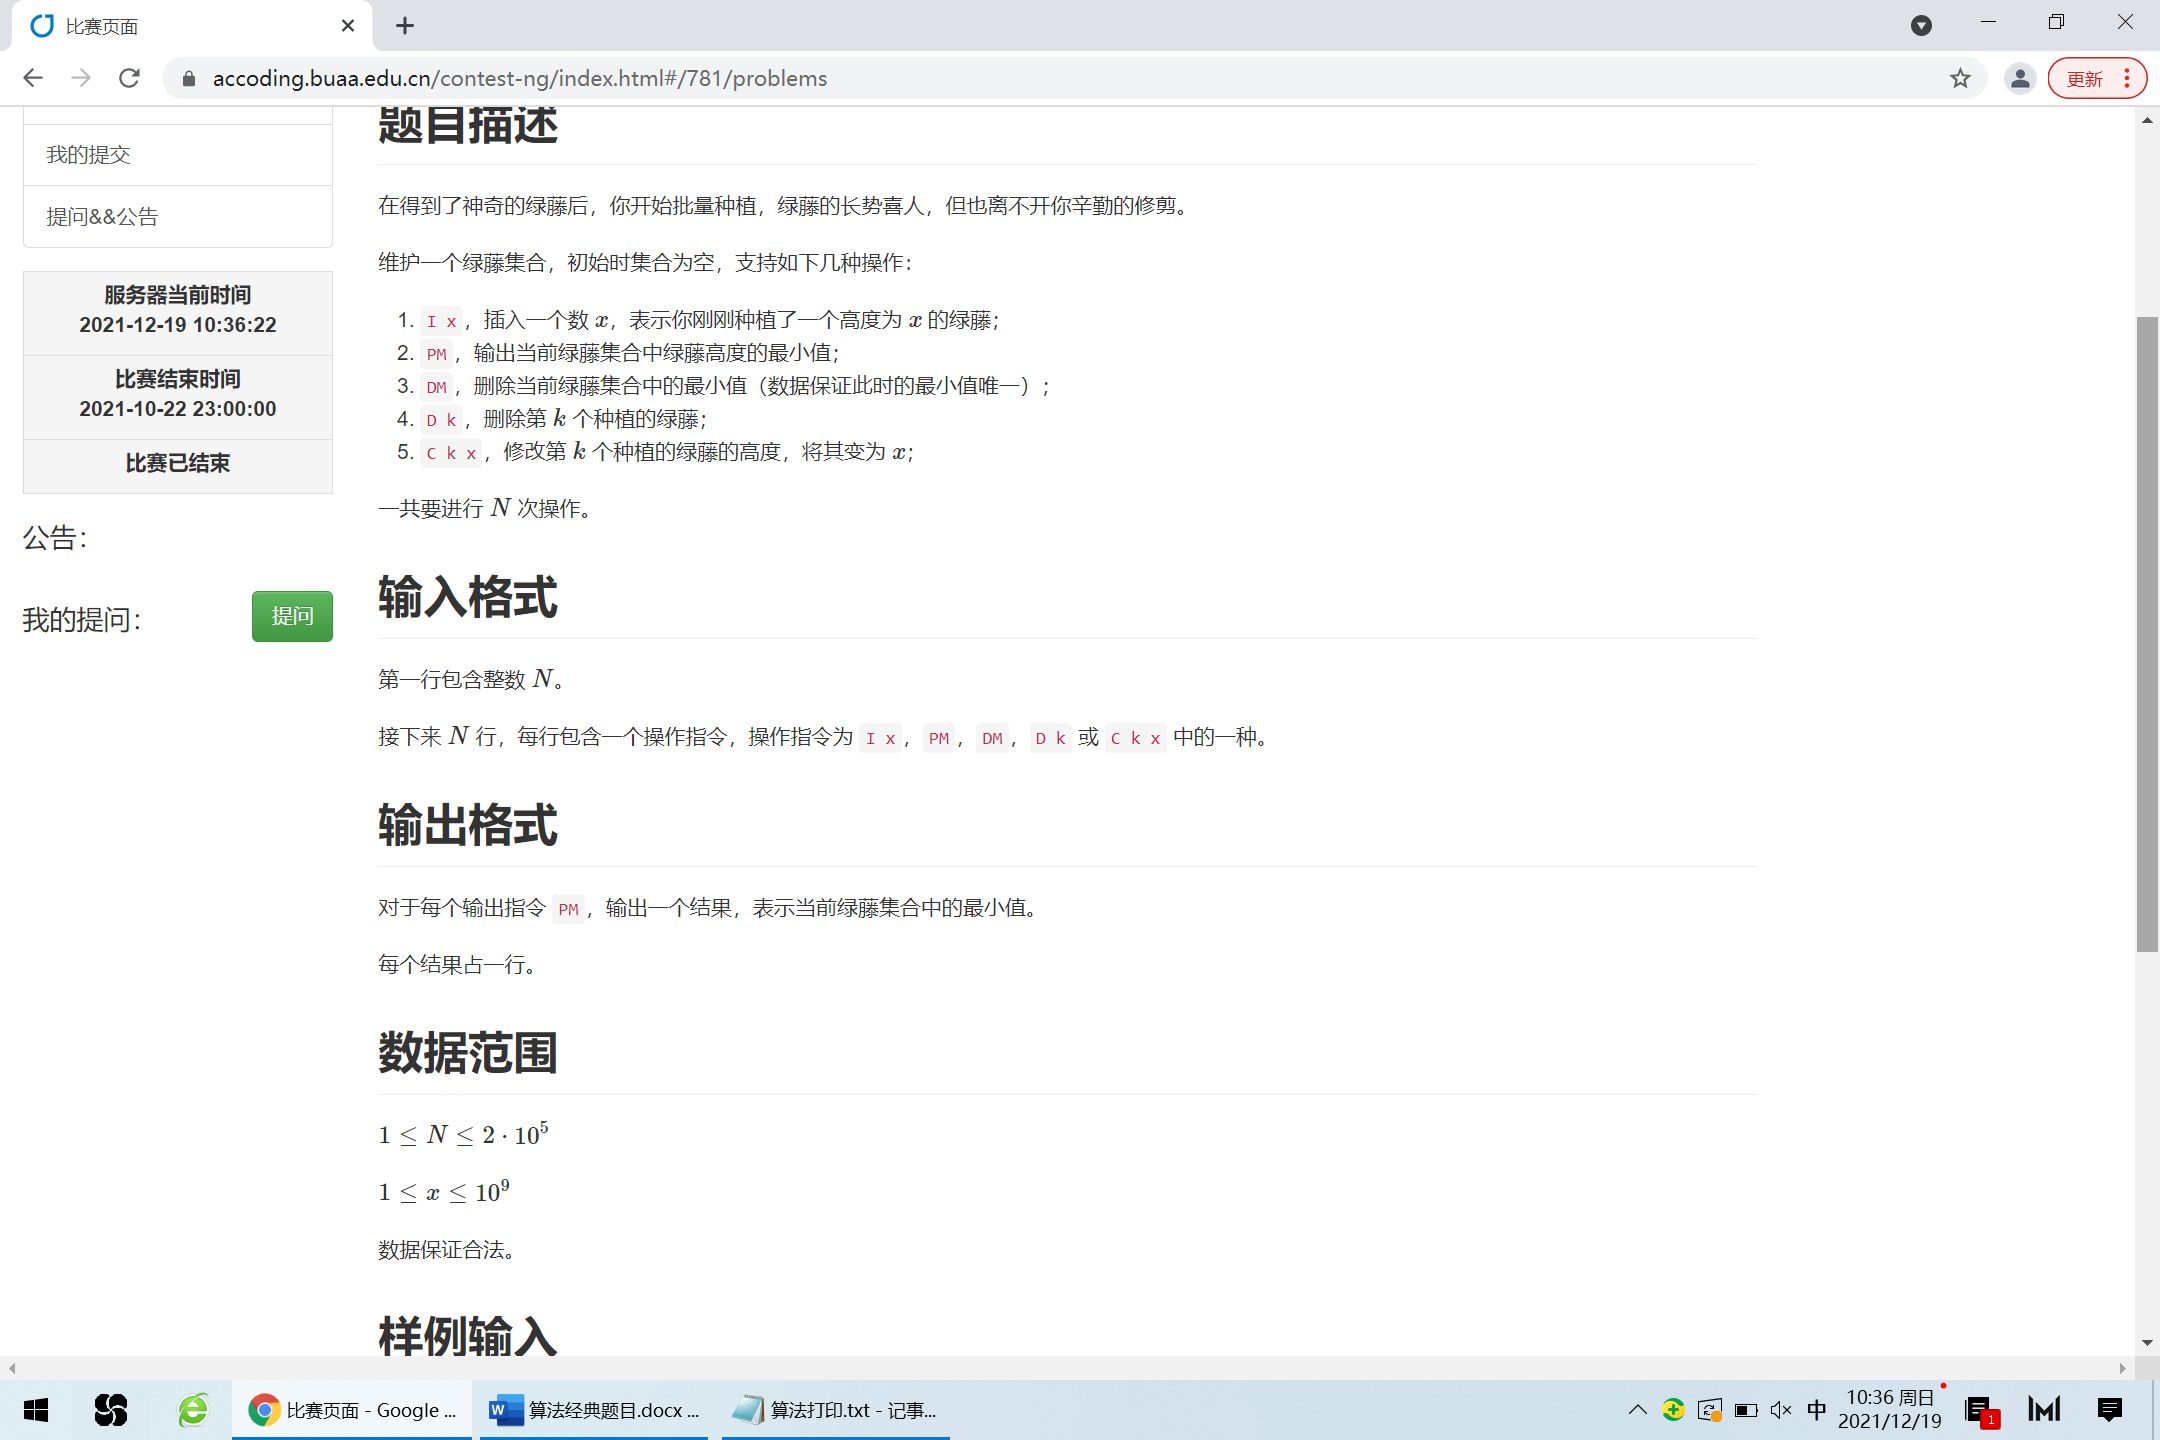 比赛页面
accoding.buaa.edu.cn/contest-ng/index.html#/781/problems
更新
我的提交
提问&&公告
服务器当前时间
2021-12-19 10:36:22
比赛结束时间
2021-10-22 23:00:00
比赛已结束
公告：
我的提问：
提问
题目描述
在得到了神奇的绿藤后，你开始批量种植，绿藤的长势喜人，但也离不开你辛勤的修剪。
维护一个绿藤集合，初始时集合为空，支持如下几种操作：
1. I x，插入一个数 x，表示你刚刚种植了一个高度为 x 的绿藤；
2. PM，输出当前绿藤集合中绿藤高度的最小值；
3. DM，删除当前绿藤集合中的最小值（数据保证此时的最小值唯一）；
4. D k，删除第 k 个种植的绿藤；
5. C k x，修改第 k 个种植的绿藤的高度，将其变为 x；
一共要进行 N 次操作。
输入格式
第一行包含整数 N。
接下来 N 行，每行包含一个操作指令，操作指令为 I x，PM，DM，D k 或 C k x 中的一种。
输出格式
对于每个输出指令 PM，输出一个结果，表示当前绿藤集合中的最小值。
每个结果占一行。
数据范围
1 ≤ N ≤ 2 · 10⁵
1 ≤ x ≤ 10⁹
数据保证合法。
样例输入
比赛页面 - Google ...
算法经典题目.docx ...
算法打印.txt - 记事...
中
10:36 周日
2021/12/19
1